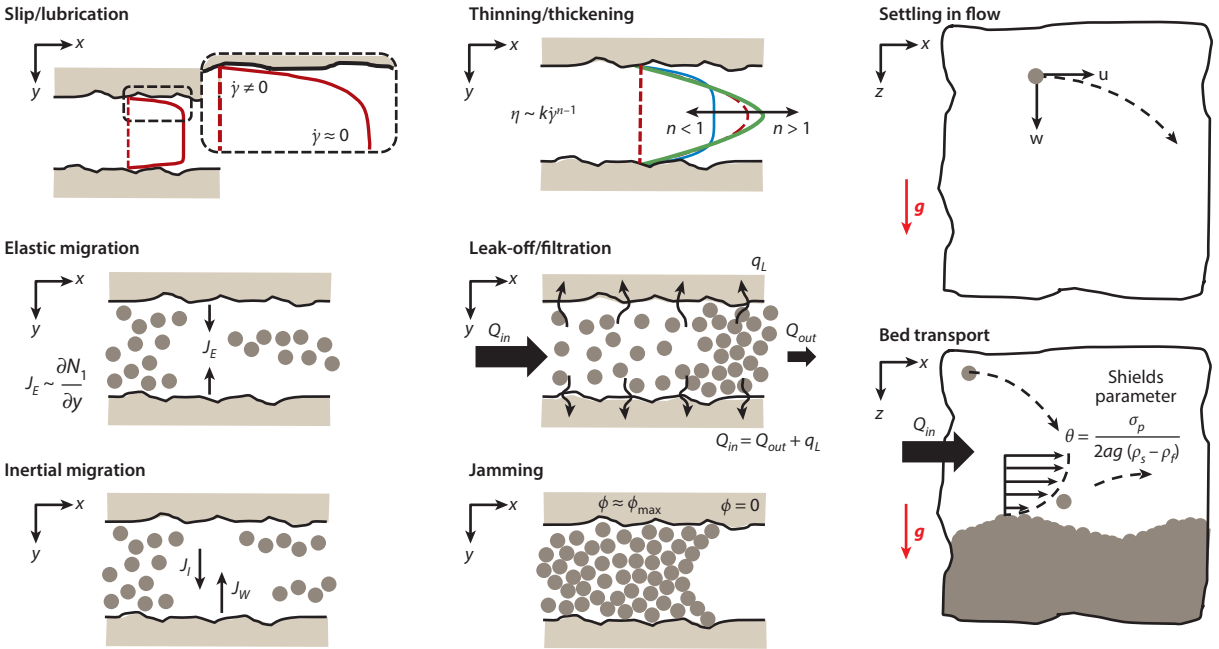 Slip/lubrication
x
y
γ̇ ≠ 0
γ̇ ≈ 0
Thinning/thickening
x
y
η ~ kγ̇ⁿ⁻¹
n < 1
n > 1
Settling in flow
x
z
u
w
g
Elastic migration
x
y
J_E
J_E ~ ∂N₁/∂y
Leak-off/filtration
x
y
q_L
Q_in
Q_out
Q_in = Q_out + q_L
Bed transport
x
z
Shields
parameter
Q_in
θ = σ_p / 2ag (ρ_s – ρ_f)
g
Inertial migration
x
y
J_I
J_W
Jamming
x
y
ϕ ≈ ϕ_max
ϕ = 0